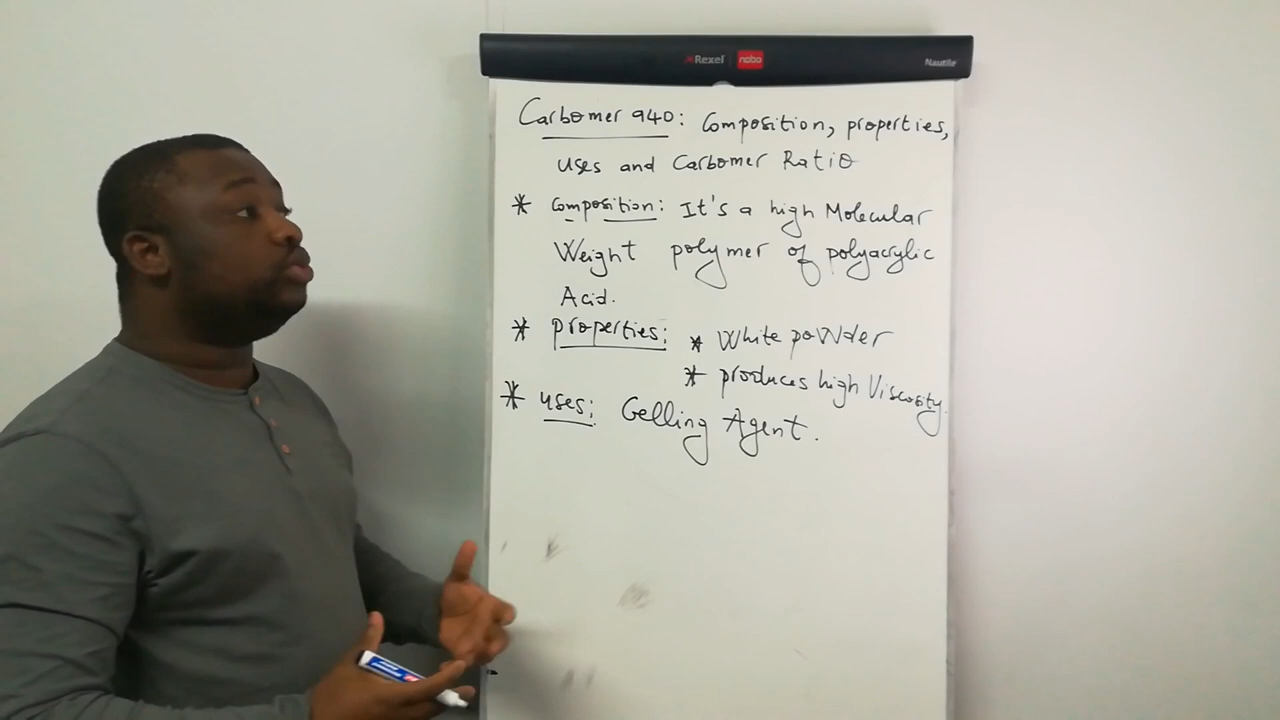 Rexel nobo Nautile
Carbomer 940: Composition, properties,
uses and Carbomer Ratio
* Composition: It's a high Molecular
Weight polymer of polyacrylic
Acid.
* properties: * White powder
* produces high Viscosity.
* uses: Gelling Agent.